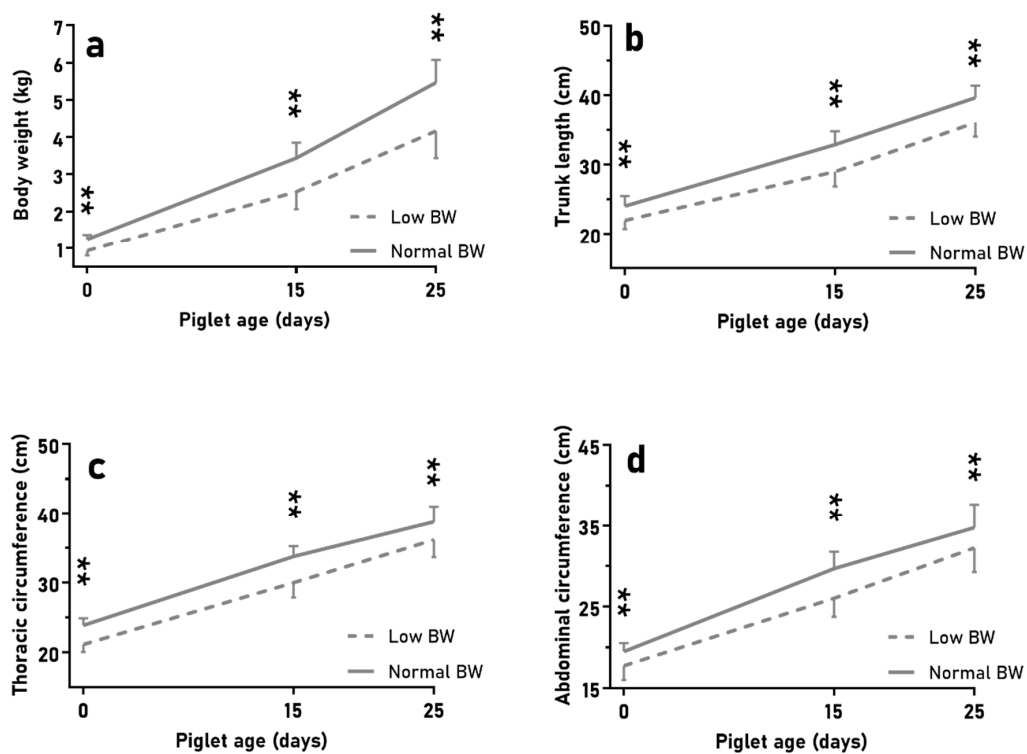 a
Body weight (kg)
7
6
5
4
3
2
1
**
**
**
Low BW
Normal BW
0 15 25
Piglet age (days)
b
Trunk length (cm)
50
40
30
20
**
**
**
Low BW
Normal BW
0 15 25
Piglet age (days)
c
Thoracic circumference (cm)
50
40
30
20
**
**
**
Low BW
Normal BW
0 15 25
Piglet age (days)
d
Abdominal circumference (cm)
45
35
25
15
**
**
**
Low BW
Normal BW
0 15 25
Piglet age (days)